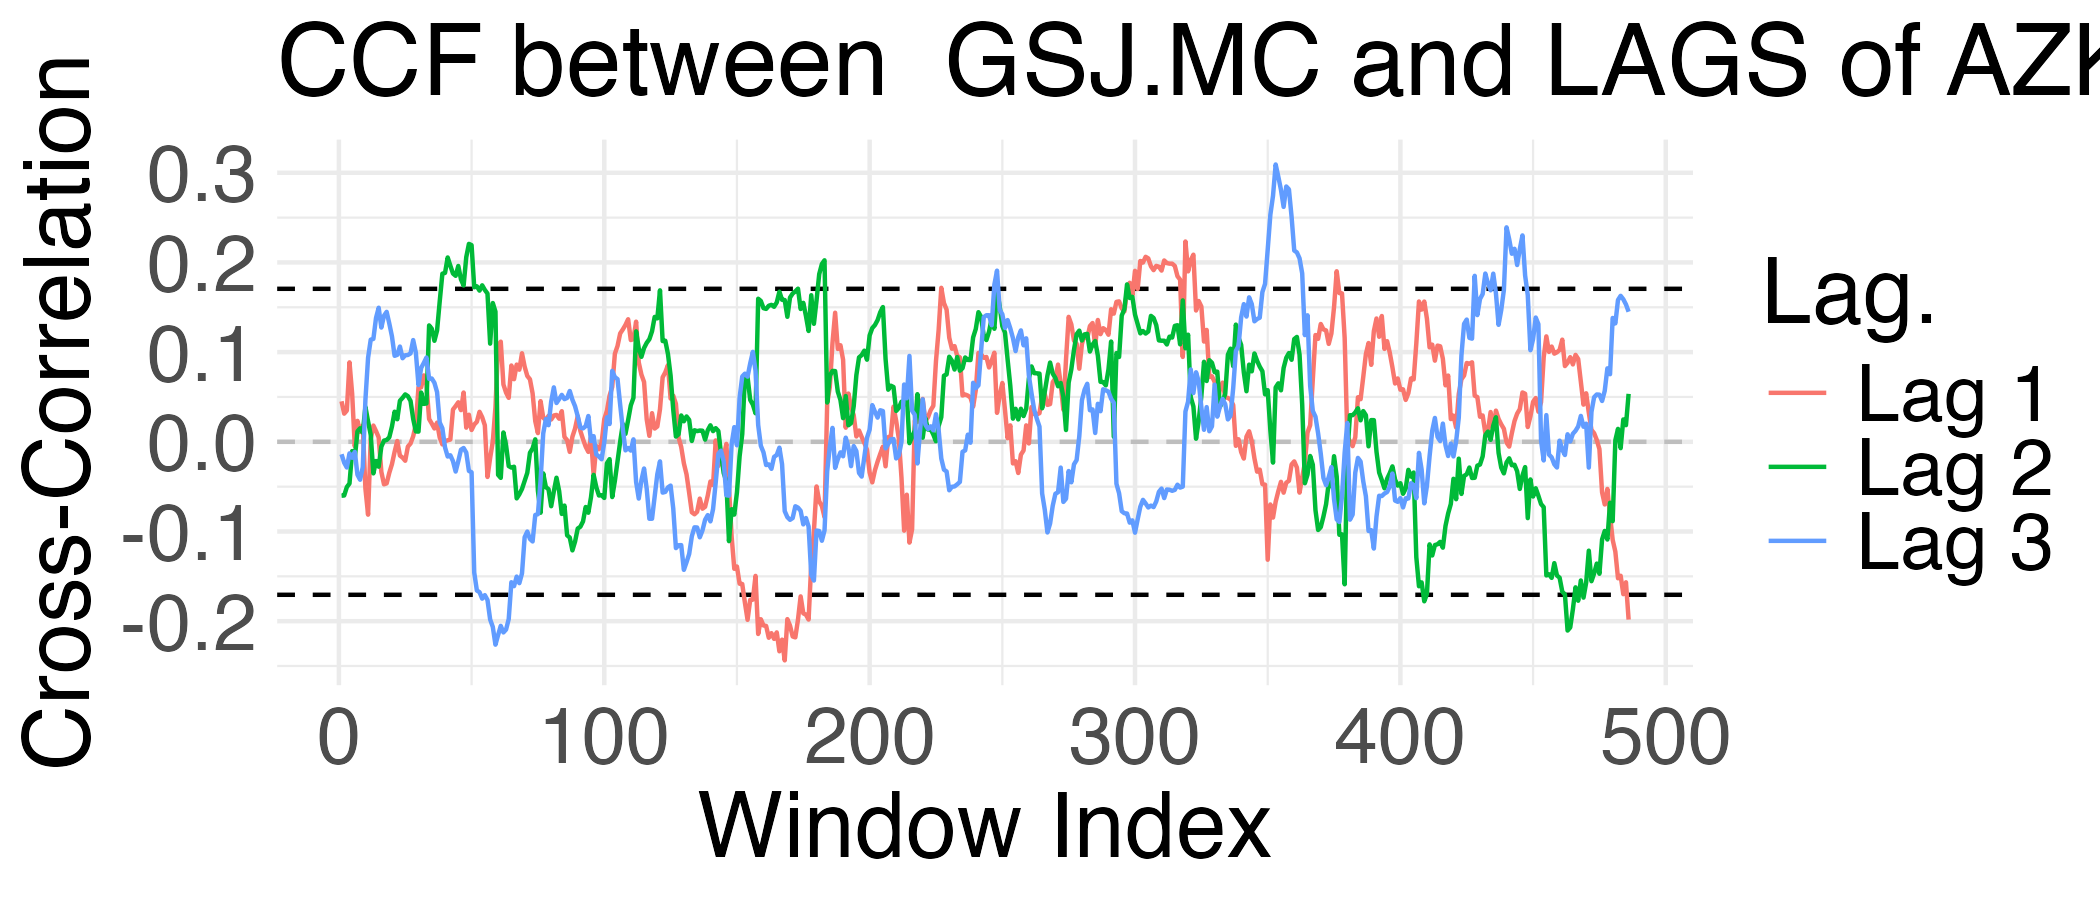 CCF between  GSJ.MC and LAGS of
Cross-Correlation
0.3
0.2
0.1
0.0
-0.1
-0.2
0 100 200 300 400 500
Window Index
Lag.
Lag 1
Lag 2
Lag 3